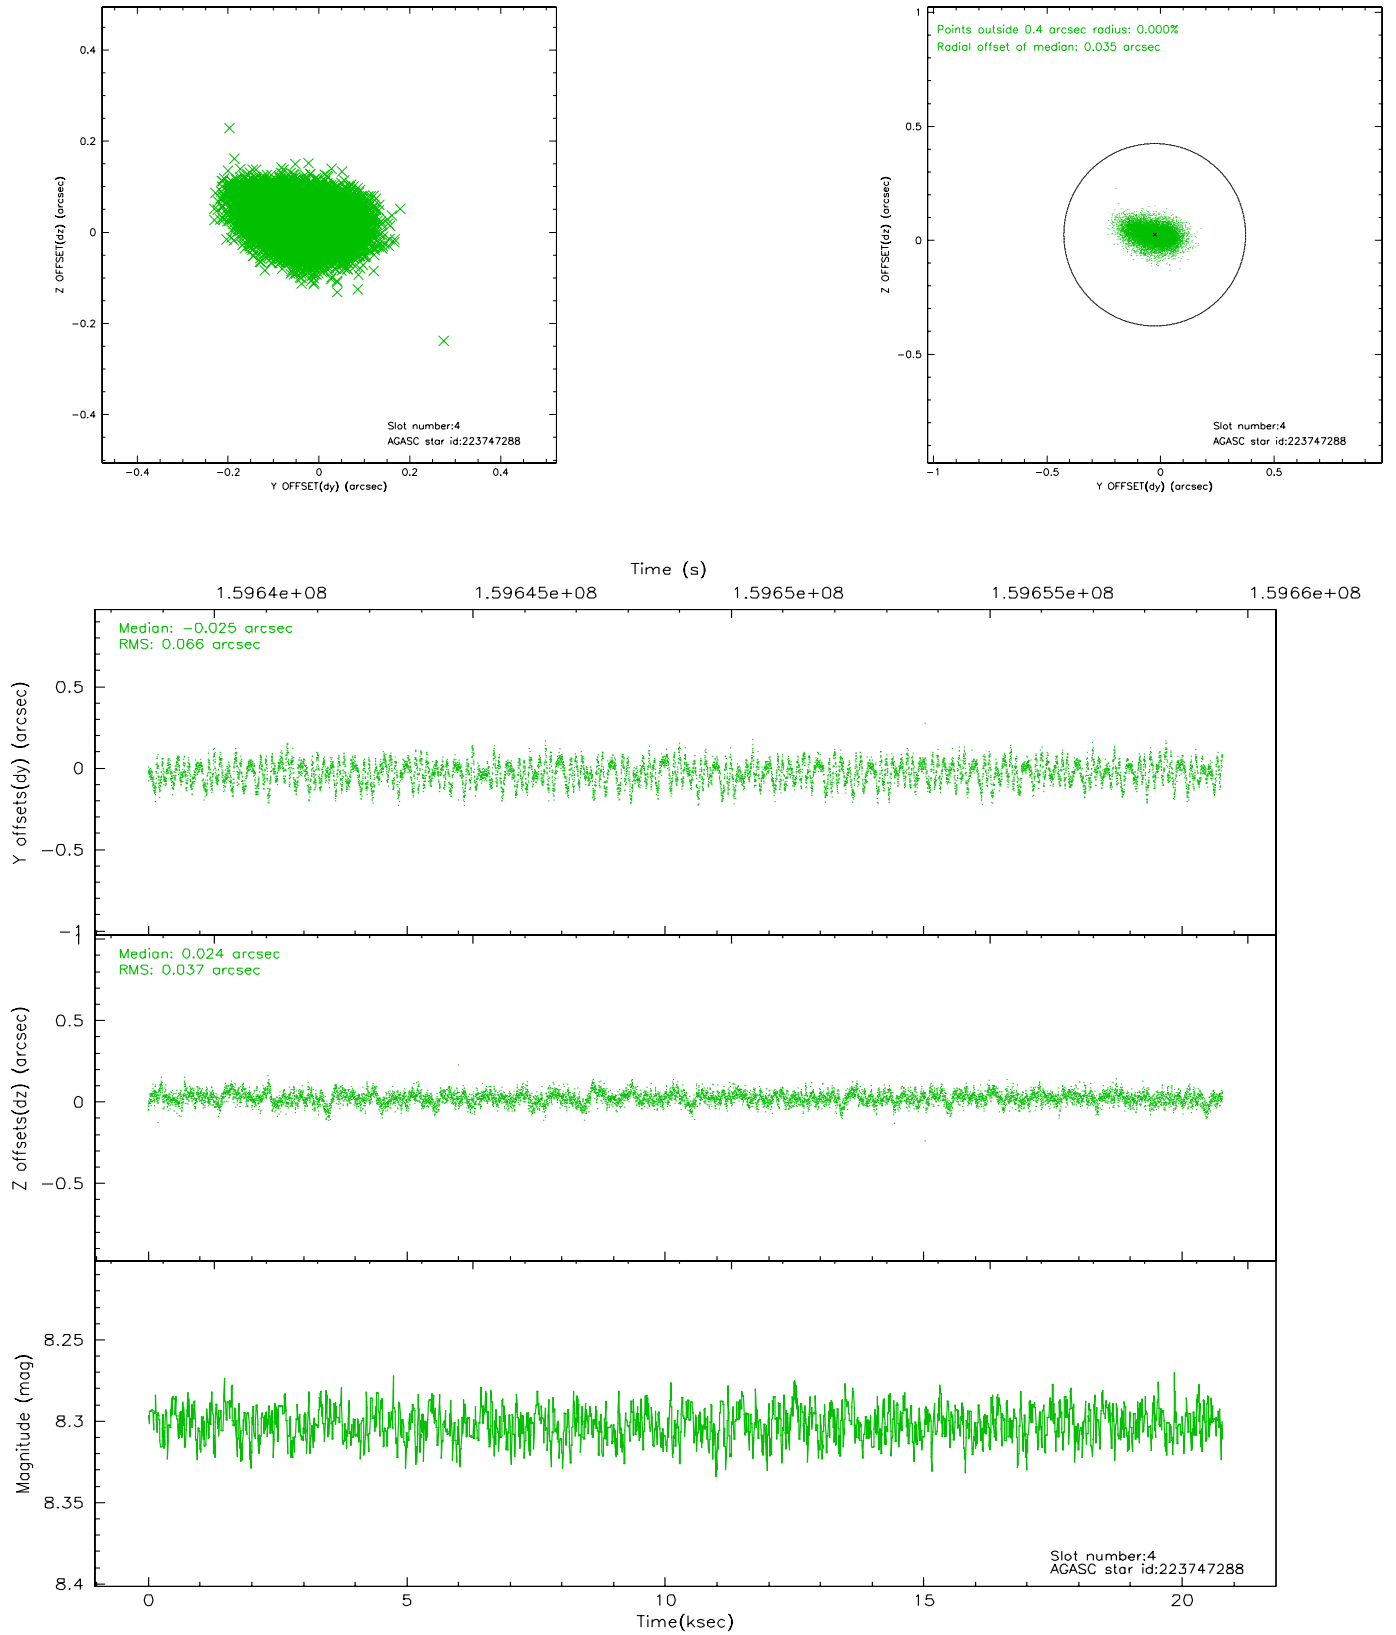 0.4
0.2
0
-0.2
-0.4
Z OFFSET(dz) (arcsec)
Slot number:4
AGASC star id:223747288
-0.4 -0.2 0 0.2 0.4
Y OFFSET(dy) (arcsec)
Points outside 0.4 arcsec radius: 0.000%
Radial offset of median: 0.035 arcsec
1
0.5
0
-0.5
Z OFFSET(dz) (arcsec)
Slot number:4
AGASC star id:223747288
-1 -0.5 0 0.5
Y OFFSET(dy) (arcsec)
Time (s)
1.5964e+08 1.59645e+08 1.5965e+08 1.59655e+08 1.5966e+08
Median: -0.025 arcsec
RMS: 0.066 arcsec
0.5
0
-0.5
-1
Y offsets(dy) (arcsec)
Median: 0.024 arcsec
RMS: 0.037 arcsec
1
0.5
0
-0.5
Z offsets(dz) (arcsec)
8.25
8.3
8.35
8.4
Magnitude (mag)
Slot number:4
AGASC star id:223747288
0 5 10 15 20
Time(ksec)